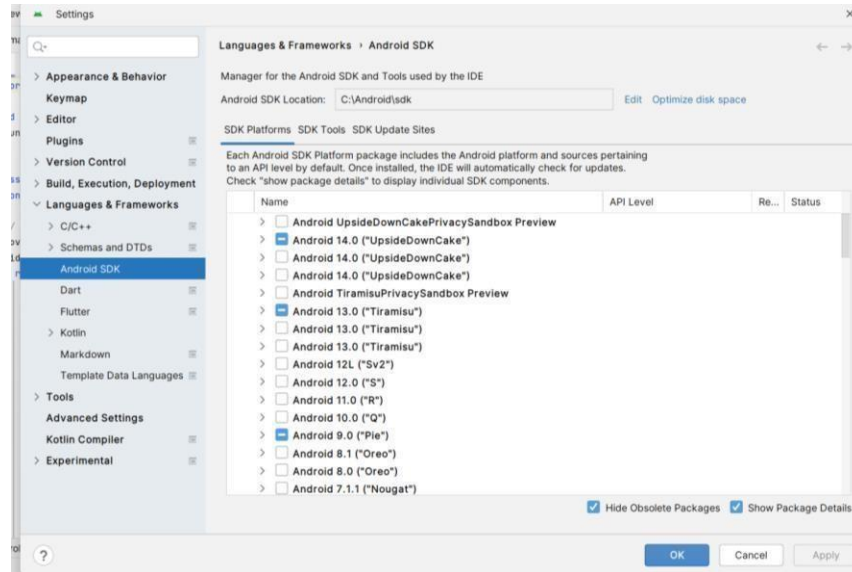 Settings
Languages & Frameworks › Android SDK
Manager for the Android SDK and Tools used by the IDE
Android SDK Location: C:\Android\sdk Edit Optimize disk space
SDK Platforms SDK Tools SDK Update Sites
Each Android SDK Platform package includes the Android platform and sources pertaining
to an API level by default. Once installed, the IDE will automatically check for updates.
Check "show package details" to display individual SDK components.
Name API Level Re... Status
Android UpsideDownCakePrivacySandbox Preview
Android 14.0 ("UpsideDownCake")
Android 14.0 ("UpsideDownCake")
Android 14.0 ("UpsideDownCake")
Android TiramisuPrivacySandbox Preview
Android 13.0 ("Tiramisu")
Android 13.0 ("Tiramisu")
Android 13.0 ("Tiramisu")
Android 12L ("Sv2")
Android 12.0 ("S")
Android 11.0 ("R")
Android 10.0 ("Q")
Android 9.0 ("Pie")
Android 8.1 ("Oreo")
Android 8.0 ("Oreo")
Android 7.1.1 ("Nougat")
Hide Obsolete Packages Show Package Details
Appearance & Behavior
Keymap
Editor
Plugins
Version Control
Build, Execution, Deployment
Languages & Frameworks
C/C++
Schemas and DTDs
Android SDK
Dart
Flutter
Kotlin
Markdown
Template Data Languages
Tools
Advanced Settings
Kotlin Compiler
Experimental
?
OK Cancel Apply